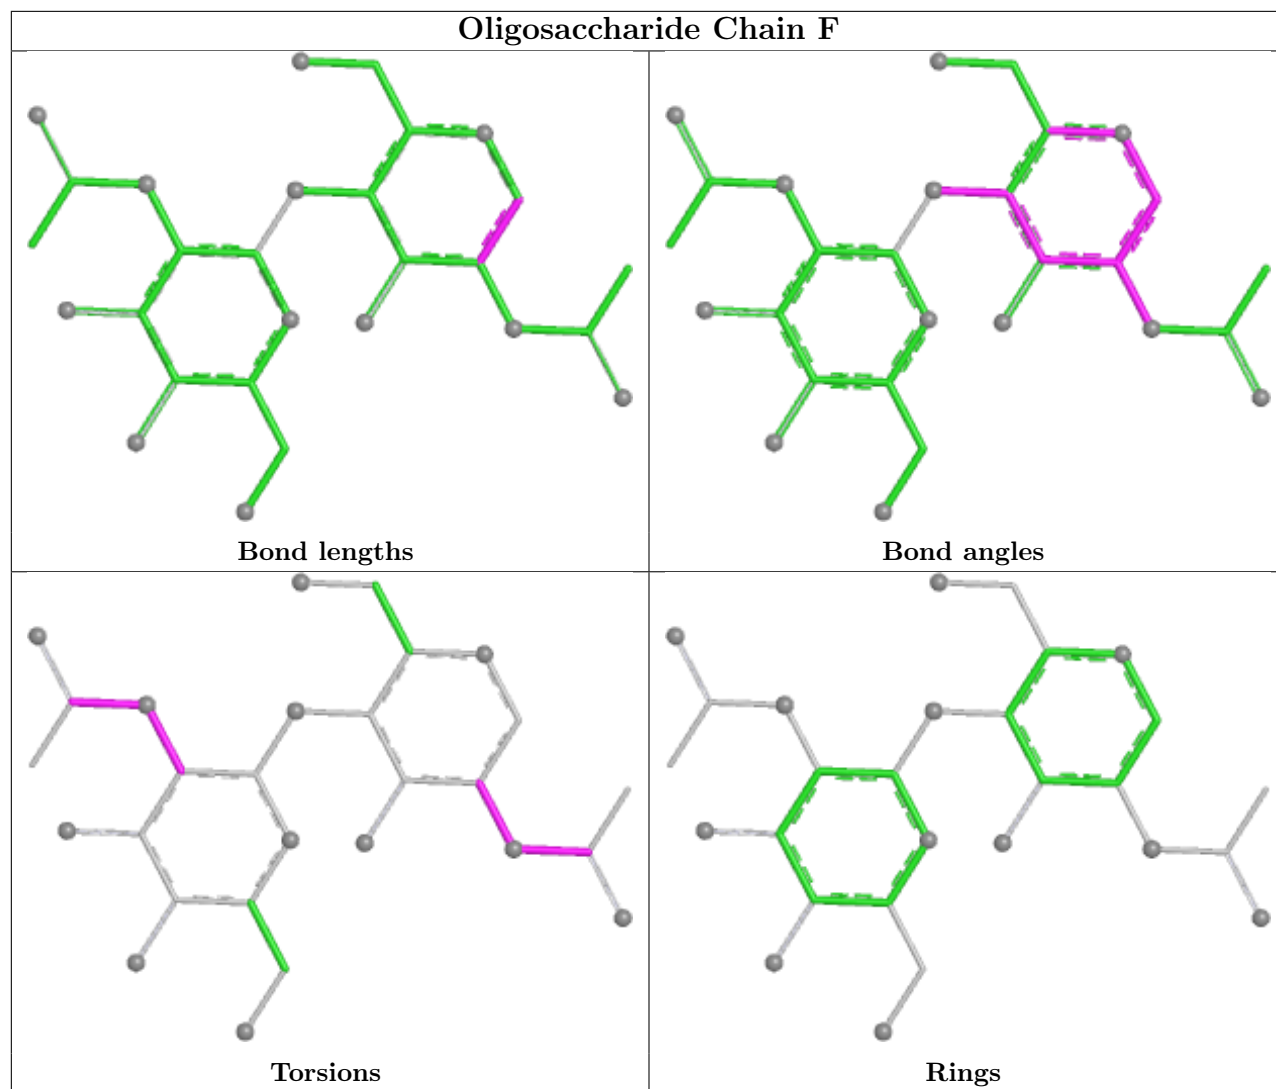 Oligosaccharide Chain F
Bond lengths
Bond angles
Torsions
Rings